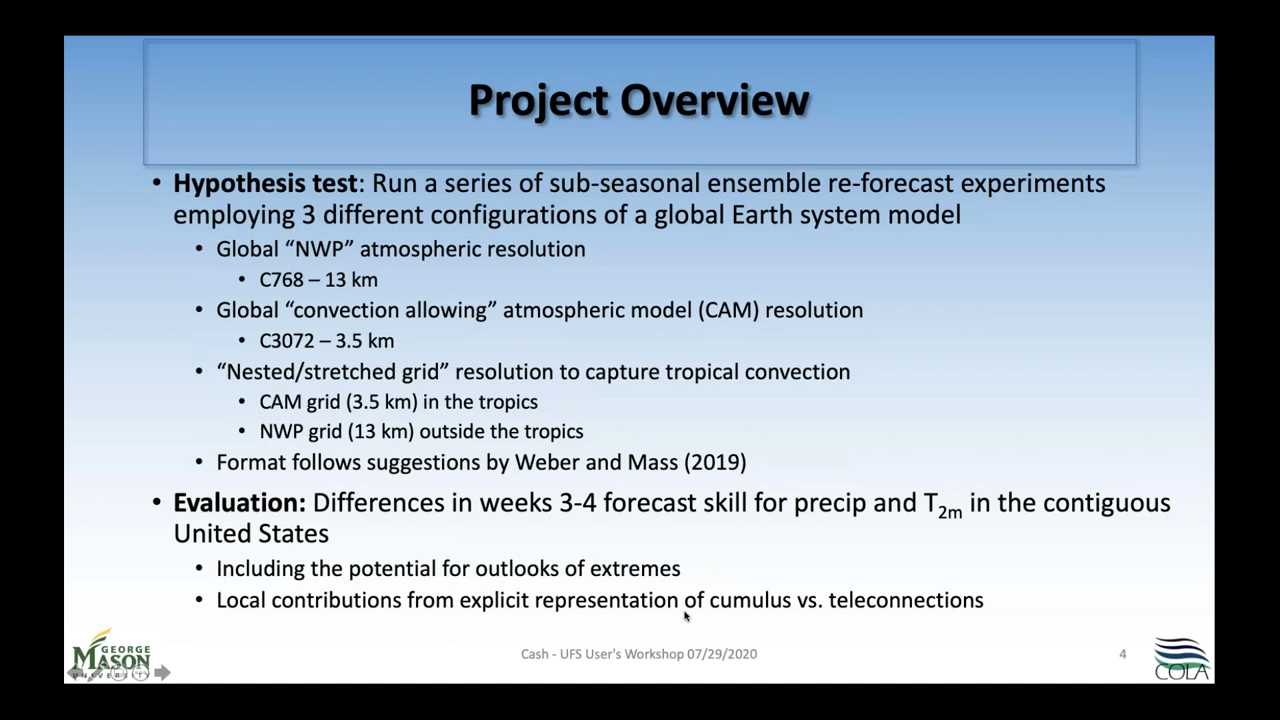 Project Overview
• Hypothesis test: Run a series of sub-seasonal ensemble re-forecast experiments
employing 3 different configurations of a global Earth system model
• Global “NWP” atmospheric resolution
• C768 – 13 km
• Global “convection allowing” atmospheric model (CAM) resolution
• C3072 – 3.5 km
• “Nested/stretched grid” resolution to capture tropical convection
• CAM grid (3.5 km) in the tropics
• NWP grid (13 km) outside the tropics
• Format follows suggestions by Weber and Mass (2019)
• Evaluation: Differences in weeks 3-4 forecast skill for precip and T2m in the contiguous
United States
• Including the potential for outlooks of extremes
• Local contributions from explicit representation of cumulus vs. teleconnections
GEORGE
MASON
UNIVERSITY
Cash - UFS User's Workshop 07/29/2020
4
COLA